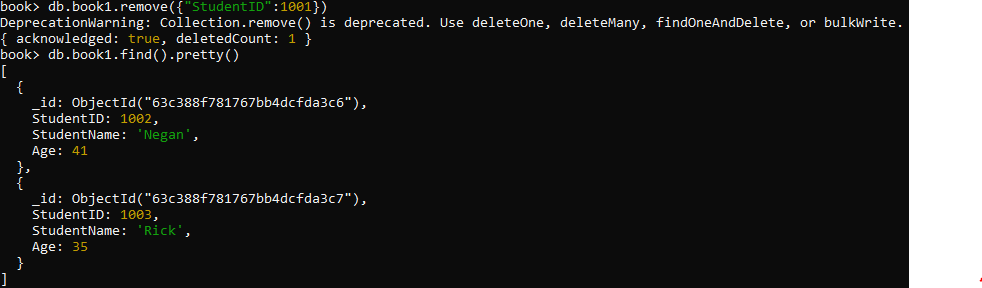 book> db.book1.remove({"StudentID":1001})
DeprecationWarning: Collection.remove() is deprecated. Use deleteOne, deleteMany, findOneAndDelete, or bulkWrite.
{ acknowledged: true, deletedCount: 1 }
book> db.book1.find().pretty()
[
  {
    _id: ObjectId("63c388f781767bb4dcfda3c6"),
    StudentID: 1002,
    StudentName: 'Negan',
    Age: 41
  },
  {
    _id: ObjectId("63c388f781767bb4dcfda3c7"),
    StudentID: 1003,
    StudentName: 'Rick',
    Age: 35
  }
]